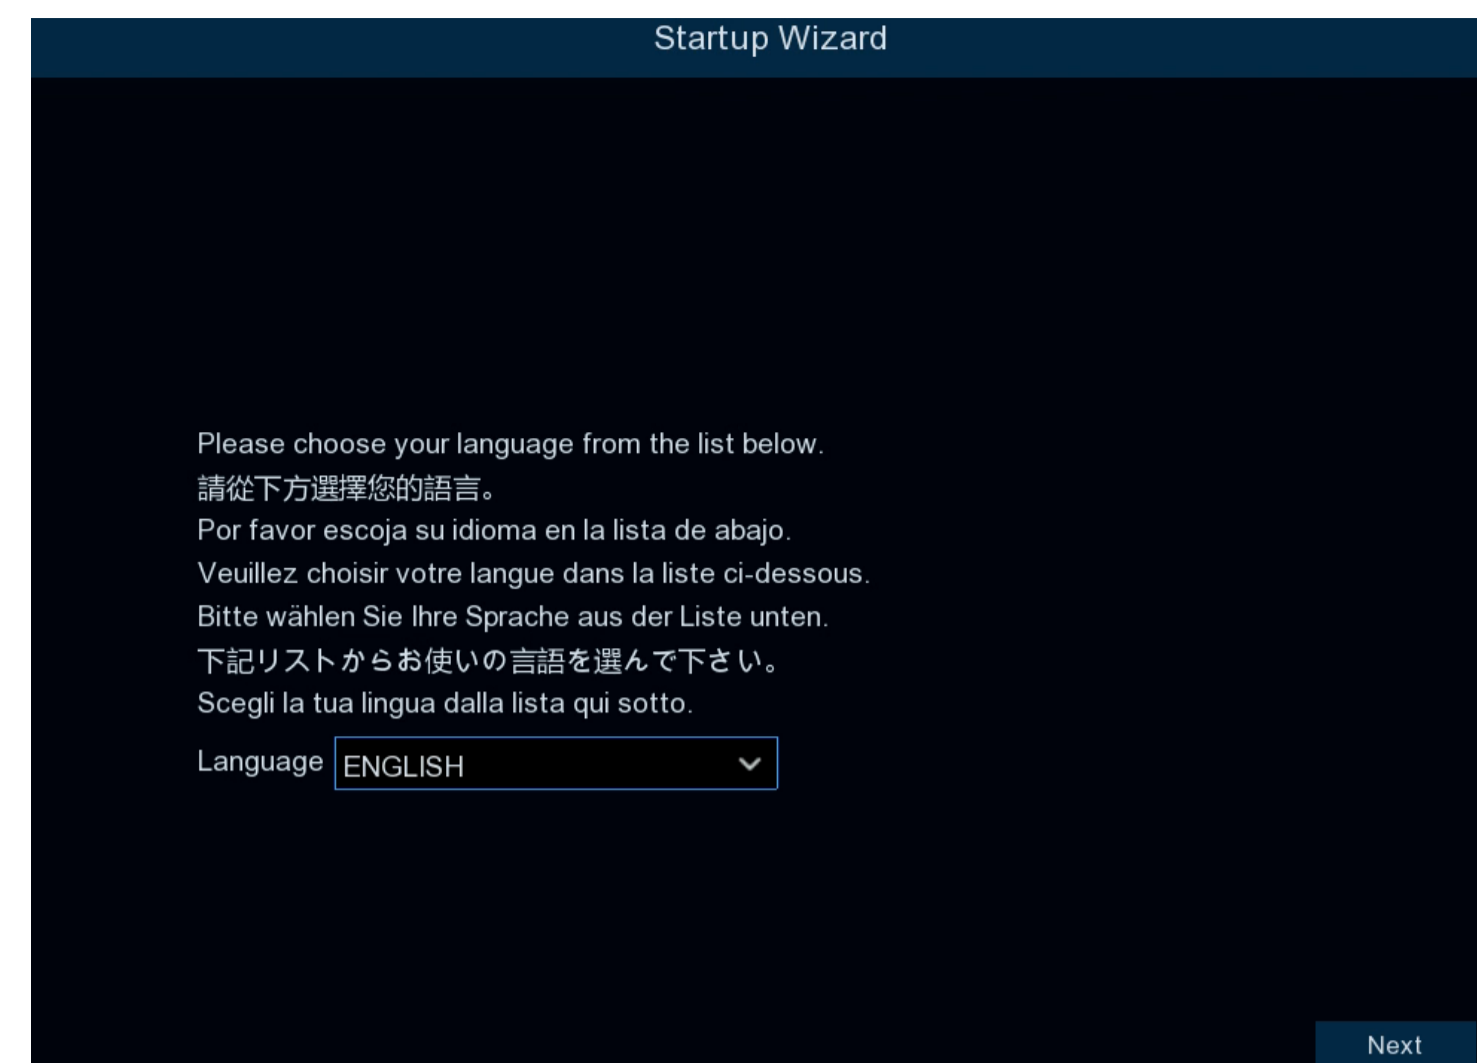 Startup Wizard
Please choose your language from the list below.
請從下方選擇您的語言。
Por favor escoja su idioma en la lista de abajo.
Veuillez choisir votre langue dans la liste ci-dessous.
Bitte wählen Sie Ihre Sprache aus der Liste unten.
下記リストからお使いの言語を選んで下さい。
Scegli la tua lingua dalla lista qui sotto.
Language ENGLISH
Next